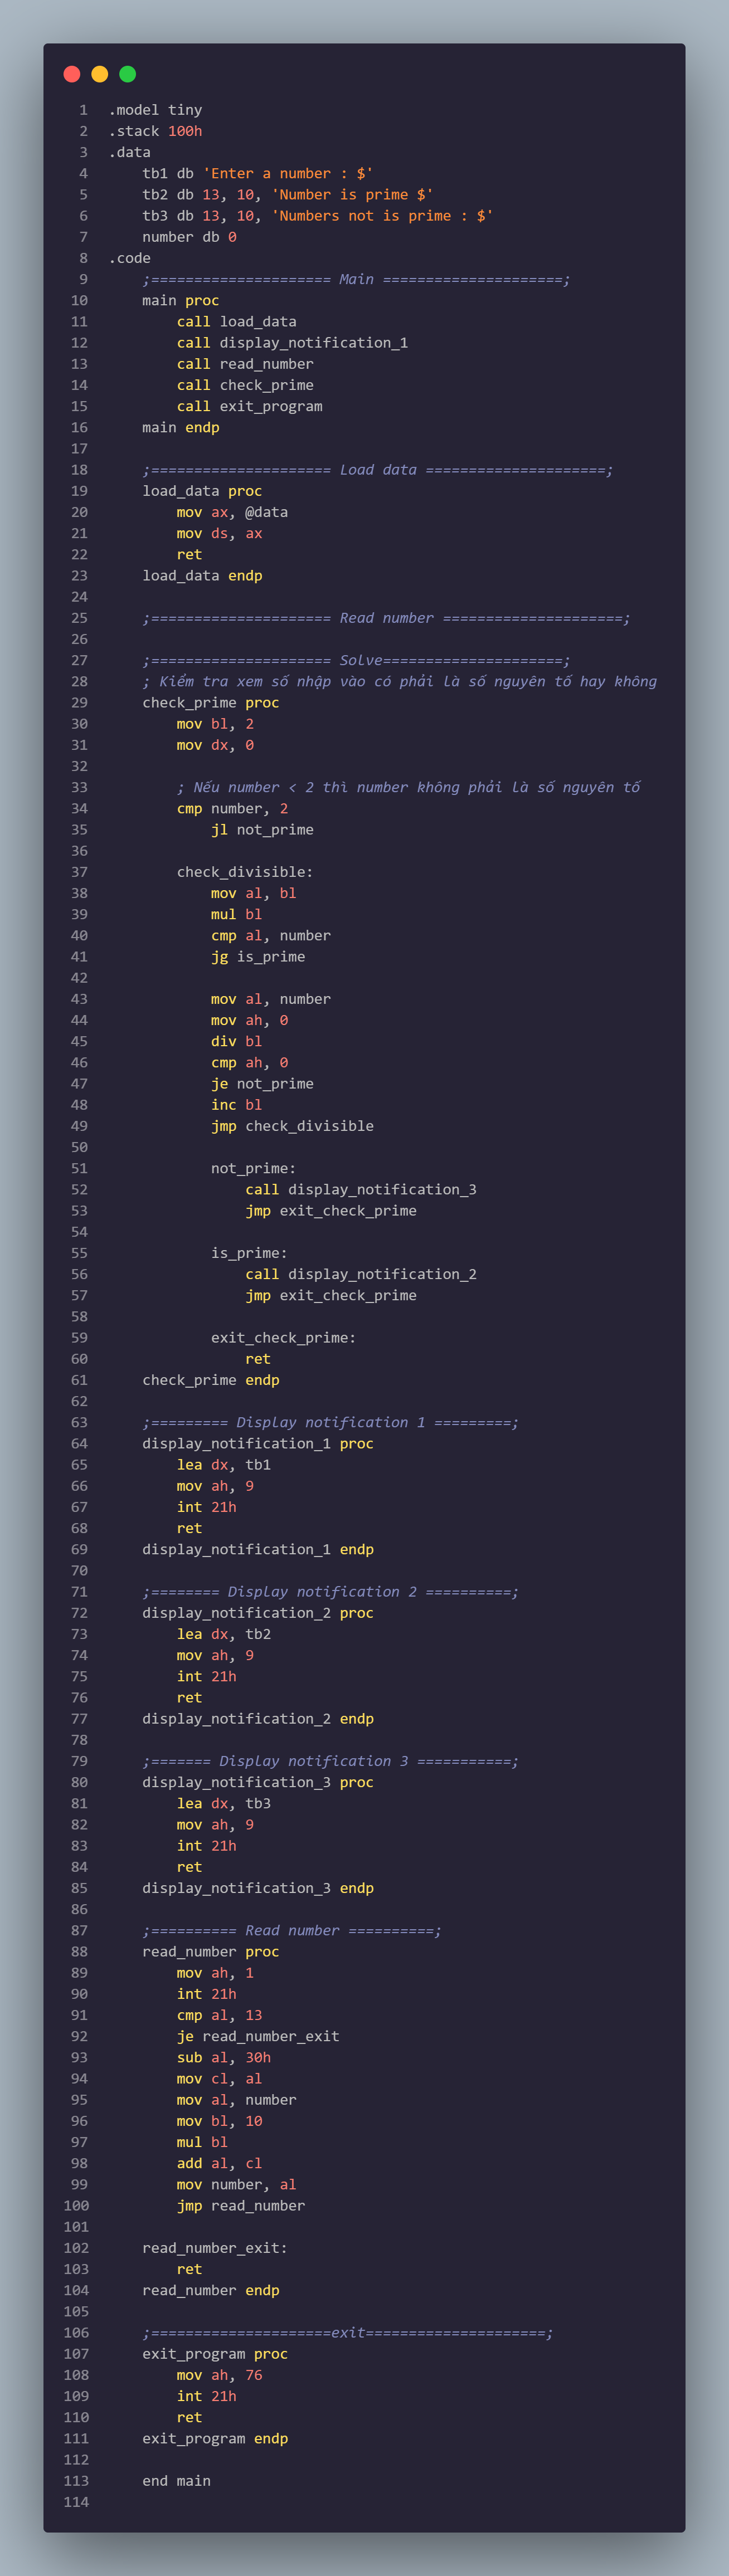 1 .model tiny
2 .stack 100h
3 .data
4     tb1 db 'Enter a number : $'
5     tb2 db 13, 10, 'Number is prime $'
6     tb3 db 13, 10, 'Numbers not is prime : $'
7     number db 0
8 .code
9     ;===================== Main =====================;
10     main proc
11         call load_data
12         call display_notification_1
13         call read_number
14         call check_prime
15         call exit_program
16     main endp
17
18     ;===================== Load data =====================;
19     load_data proc
20         mov ax, @data
21         mov ds, ax
22         ret
23     load_data endp
24
25     ;===================== Read number =====================;
26
27     ;===================== Solve=====================;
28     ; Kiểm tra xem số nhập vào có phải là số nguyên tố hay không
29     check_prime proc
30         mov bl, 2
31         mov dx, 0
32
33         ; Nếu number < 2 thì number không phải là số nguyên tố
34         cmp number, 2
35             jl not_prime
36
37         check_divisible:
38             mov al, bl
39             mul bl
40             cmp al, number
41             jg is_prime
42
43             mov al, number
44             mov ah, 0
45             div bl
46             cmp ah, 0
47             je not_prime
48             inc bl
49             jmp check_divisible
50
51             not_prime:
52                 call display_notification_3
53                 jmp exit_check_prime
54
55             is_prime:
56                 call display_notification_2
57                 jmp exit_check_prime
58
59             exit_check_prime:
60                 ret
61     check_prime endp
62
63     ;========= Display notification 1 =========;
64     display_notification_1 proc
65         lea dx, tb1
66         mov ah, 9
67         int 21h
68         ret
69     display_notification_1 endp
70
71     ;======== Display notification 2 ==========;
72     display_notification_2 proc
73         lea dx, tb2
74         mov ah, 9
75         int 21h
76         ret
77     display_notification_2 endp
78
79     ;======= Display notification 3 ===========;
80     display_notification_3 proc
81         lea dx, tb3
82         mov ah, 9
83         int 21h
84         ret
85     display_notification_3 endp
86
87     ;========== Read number ==========;
88     read_number proc
89         mov ah, 1
90         int 21h
91         cmp al, 13
92         je read_number_exit
93         sub al, 30h
94         mov cl, al
95         mov al, number
96         mov bl, 10
97         mul bl
98         add al, cl
99         mov number, al
100         jmp read_number
101
102     read_number_exit:
103         ret
104     read_number endp
105
106     ;=====================exit=====================;
107     exit_program proc
108         mov ah, 76
109         int 21h
110         ret
111     exit_program endp
112
113     end main
114